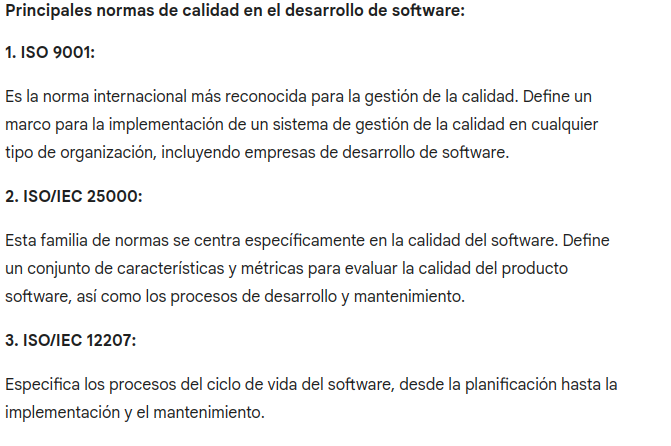 Principales normas de calidad en el desarrollo de software:
1. ISO 9001:
Es la norma internacional más reconocida para la gestión de la calidad. Define un
marco para la implementación de un sistema de gestión de la calidad en cualquier
tipo de organización, incluyendo empresas de desarrollo de software.
2. ISO/IEC 25000:
Esta familia de normas se centra específicamente en la calidad del software. Define
un conjunto de características y métricas para evaluar la calidad del producto
software, así como los procesos de desarrollo y mantenimiento.
3. ISO/IEC 12207:
Especifica los procesos del ciclo de vida del software, desde la planificación hasta la
implementación y el mantenimiento.